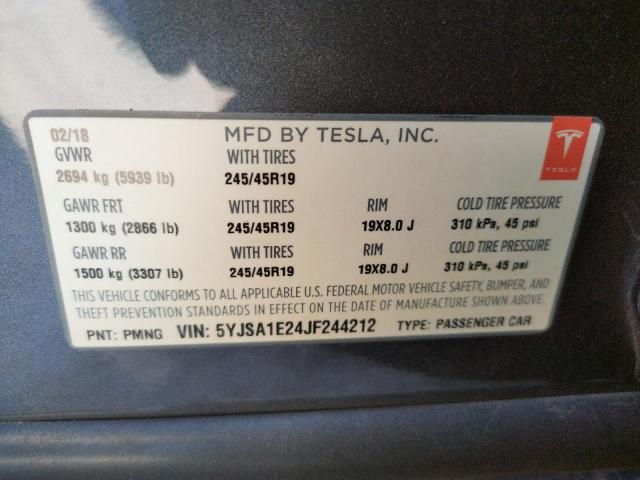 02/18 MFD BY TESLA, INC.
GVWR WITH TIRES
2694 kg (5939 lb) 245/45R19
TESLA
GAWR FRT WITH TIRES RIM COLD TIRE PRESSURE
1300 kg (2866 lb) 245/45R19 19X8.0 J 310 kPa, 45 psi
GAWR RR WITH TIRES RIM COLD TIRE PRESSURE
1500 kg (3307 lb) 245/45R19 19X8.0 J 310 kPa, 45 psi
THIS VEHICLE CONFORMS TO ALL APPLICABLE U.S. FEDERAL MOTOR VEHICLE SAFETY, BUMPER, AND
THEFT PREVENTION STANDARDS IN EFFECT ON THE DATE OF MANUFACTURE SHOWN ABOVE.
PNT: PMNG VIN: 5YJSA1E24JF244212 TYPE: PASSENGER CAR